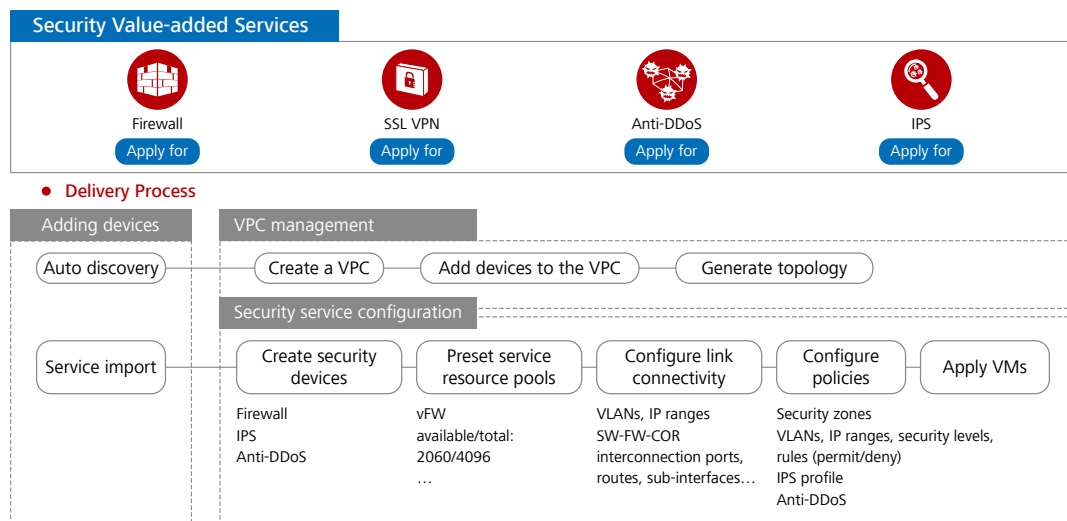 Security Value-added Services
Firewall
SSL VPN
Anti-DDoS
IPS
Apply for
Apply for
Apply for
Apply for
● Delivery Process
Adding devices
VPC management
Auto discovery
Create a VPC
Add devices to the VPC
Generate topology
Security service configuration
Service import
Create security
devices
Preset service
resource pools
Configure link
connectivity
Configure
policies
Apply VMs
Firewall
IPS
Anti-DDoS
vFW
available/total:
2060/4096
…
VLANs, IP ranges
SW-FW-COR
interconnection ports,
routes, sub-interfaces…
Security zones
VLANs, IP ranges, security levels,
rules (permit/deny)
IPS profile
Anti-DDoS